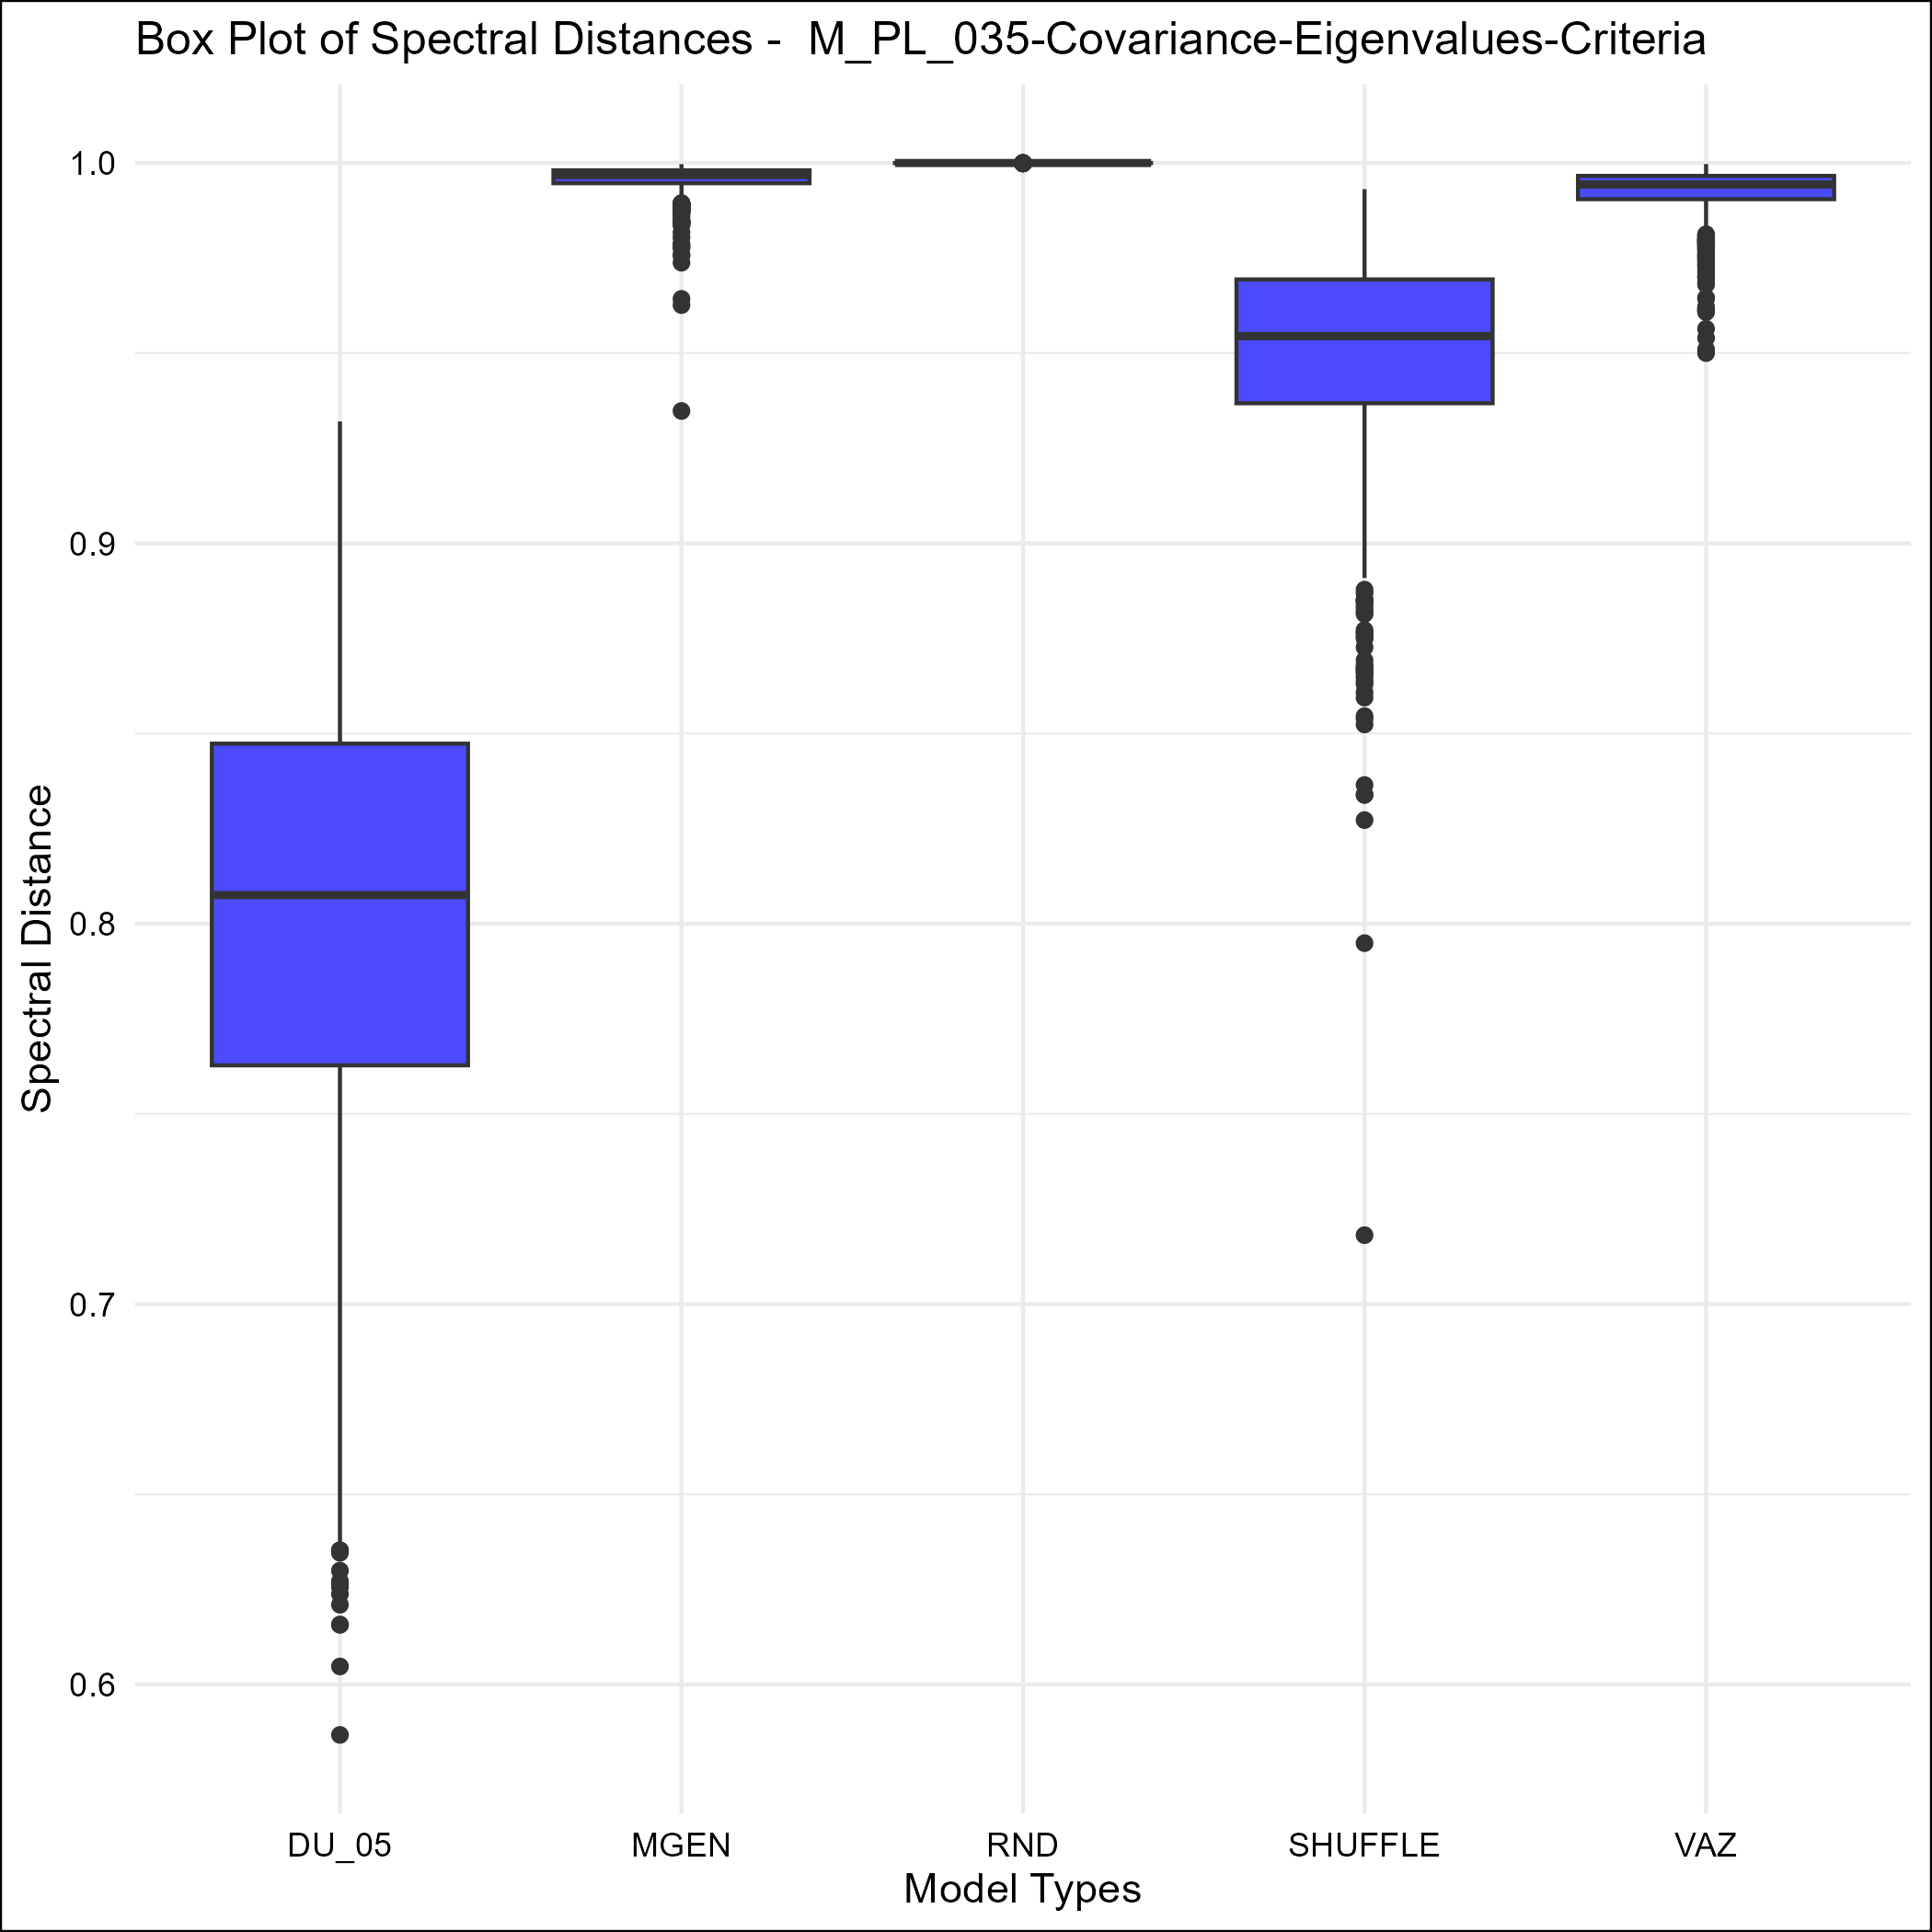 Box Plot of Spectral Distances -  M_PL_035-Covariance-Eigenvalues-Criteria
Spectral Distance
1.0
0.9
0.8
0.7
0.6
DU_05 MGEN RND SHUFFLE VAZ
Model Types